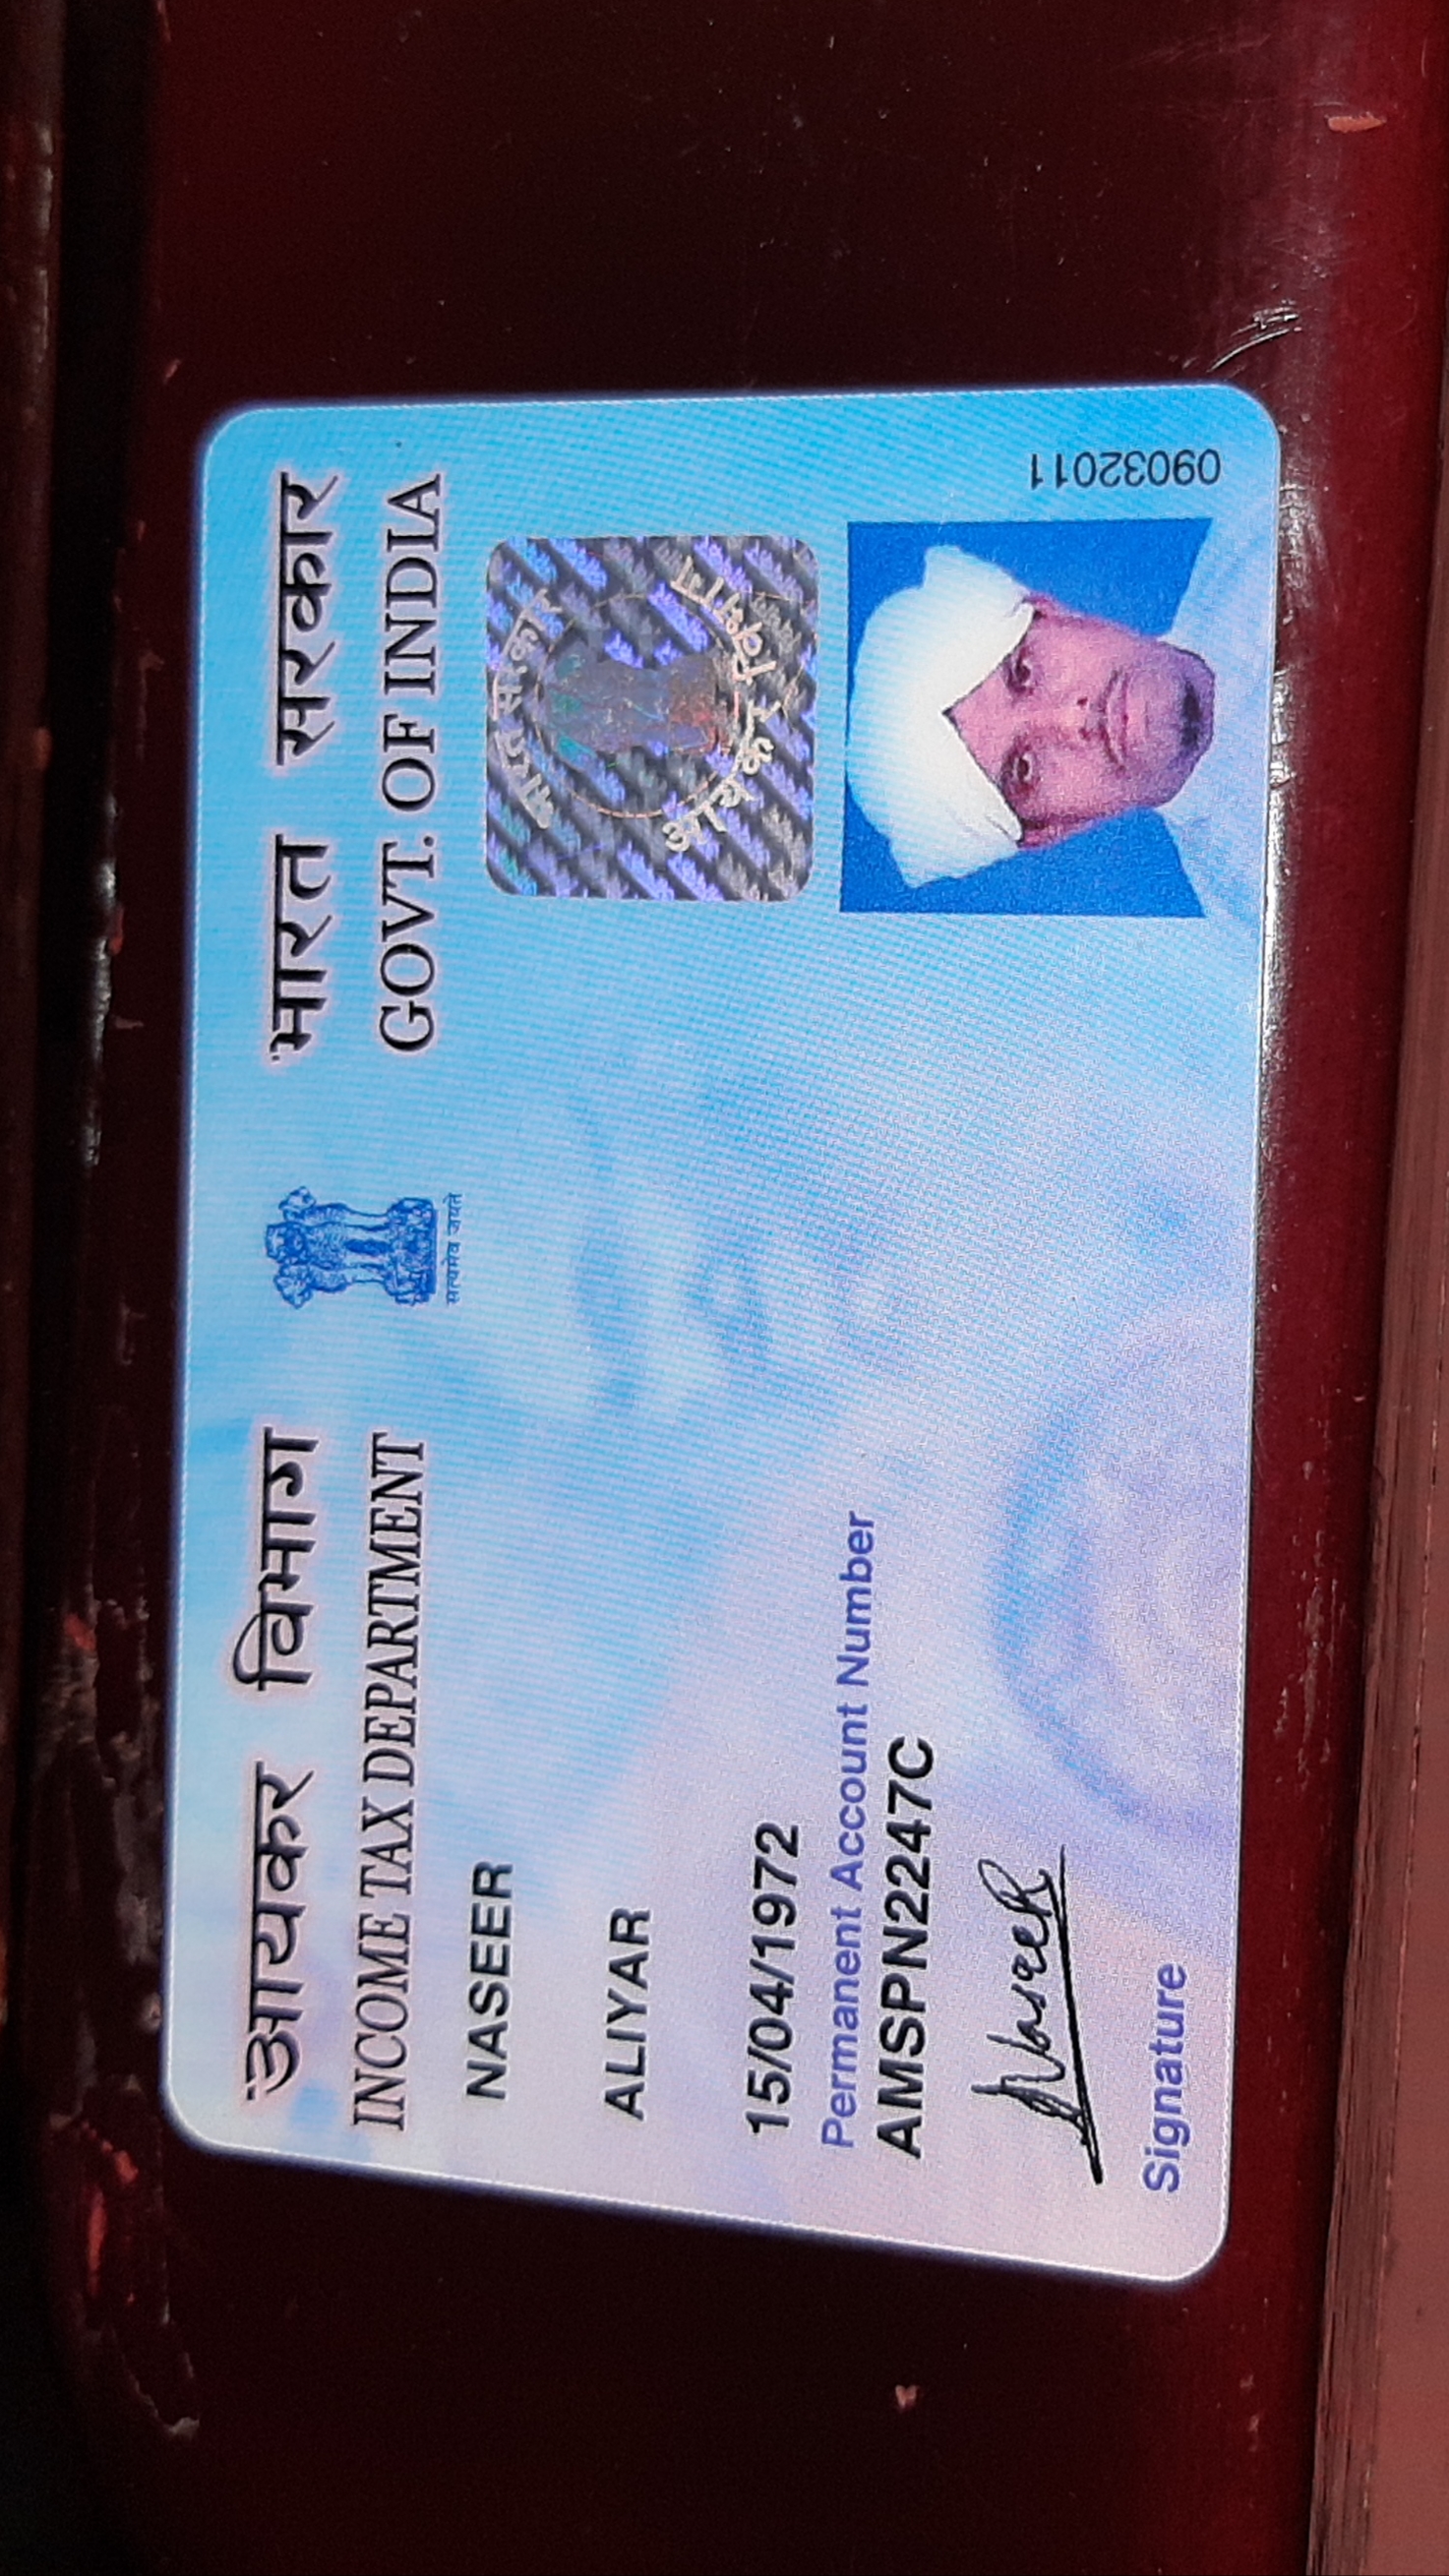 आयकर विभाग
INCOME TAX DEPARTMENT
सत्यमेव जयते
भारत सरकार
GOVT. OF INDIA
NASEER
ALIYAR
15/04/1972
Permanent Account Number
AMSPN2247C
Naseer
Signature
भारत सरकार
आयकर विभाग
09032011